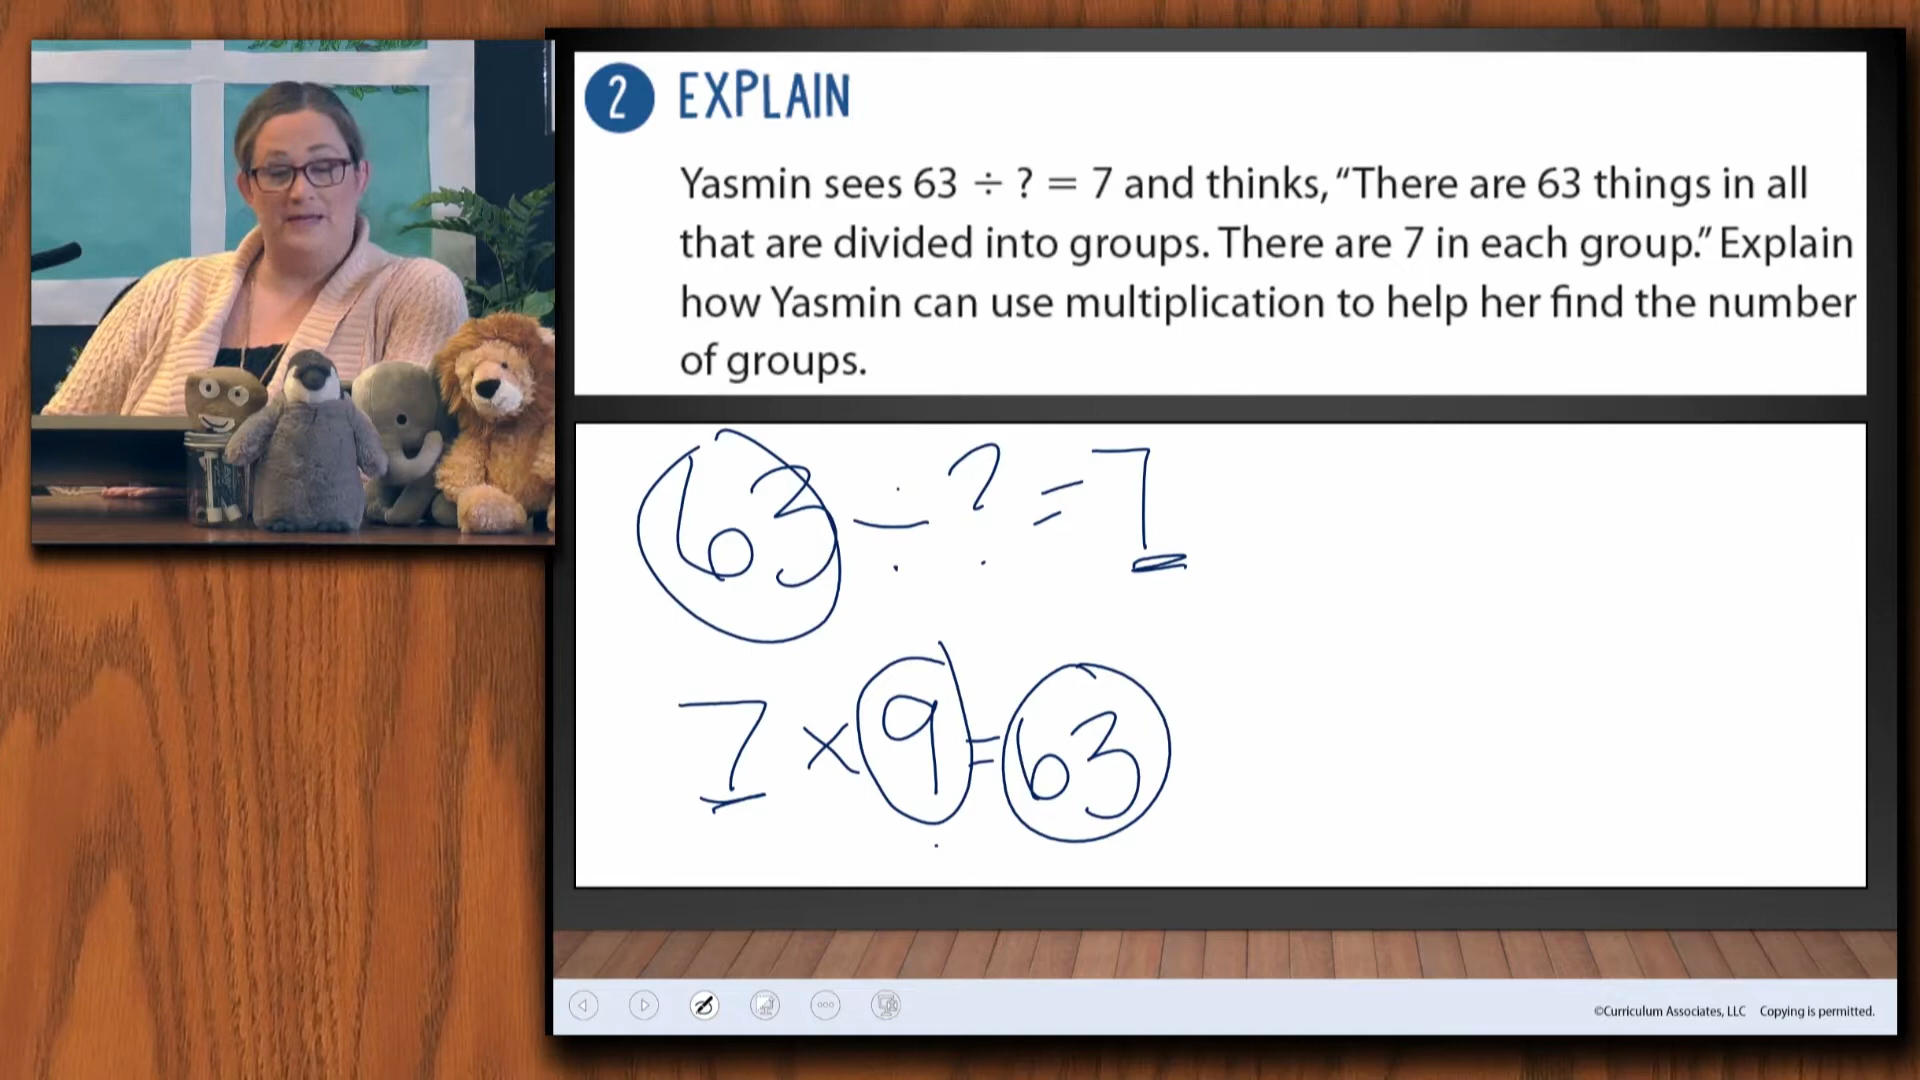 2 EXPLAIN
Yasmin sees 63 ÷ ? = 7 and thinks, “There are 63 things in all
that are divided into groups. There are 7 in each group.” Explain
how Yasmin can use multiplication to help her find the number
of groups.
63 ÷ ? = 7
7 × 9 = 63
©Curriculum Associates, LLC Copying is permitted.